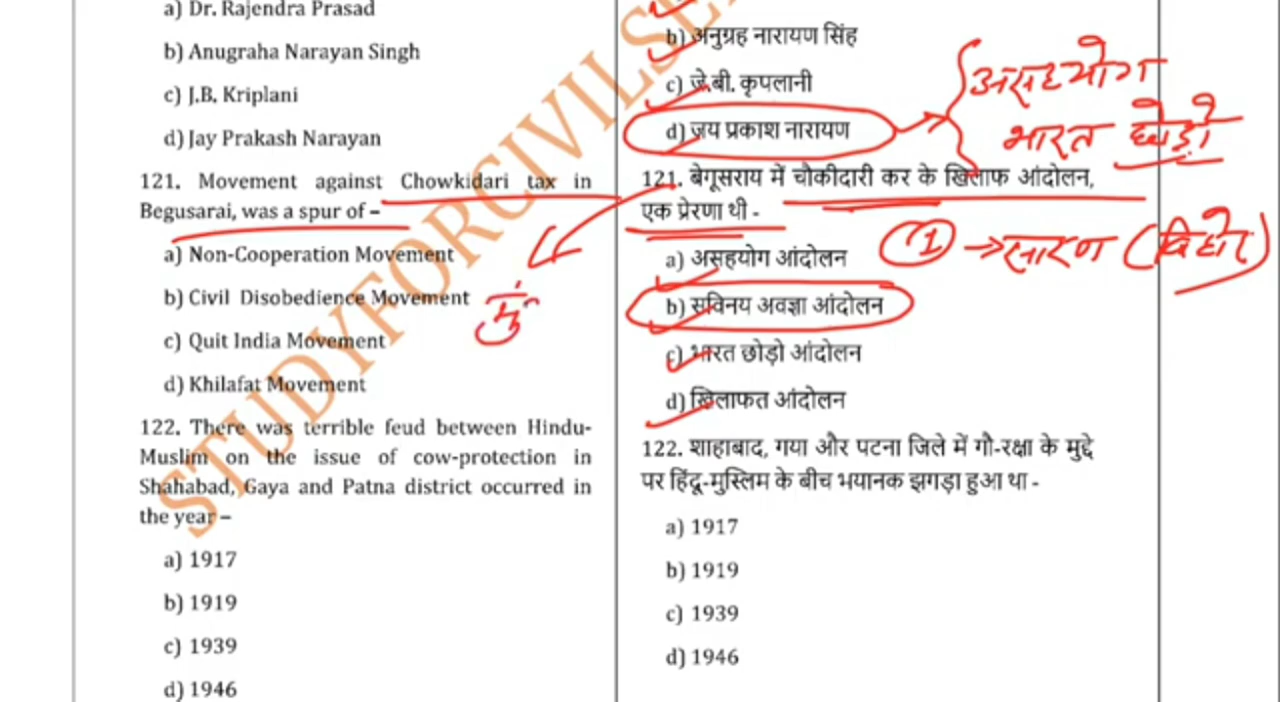 a) Dr. Rajendra Prasad
b) Anugraha Narayan Singh
c) J.B. Kriplani
d) Jay Prakash Narayan
121. Movement against Chowkidari tax in
Begusarai, was a spur of –
a) Non-Cooperation Movement
b) Civil Disobedience Movement
c) Quit India Movement
d) Khilafat Movement
122. There was terrible feud between Hindu-
Muslim on the issue of cow-protection in
Shahabad, Gaya and Patna district occurred in
the year –
a) 1917
b) 1919
c) 1939
d) 1946
b) अनुग्रह नारायण सिंह
c) जे.बी. कृपलानी
d) जय प्रकाश नारायण
121. बेगूसराय में चौकीदारी कर के खिलाफ आंदोलन,
एक प्रेरणा थी -
a) असहयोग आंदोलन
b) सविनय अवज्ञा आंदोलन
c) भारत छोड़ो आंदोलन
d) खिलाफत आंदोलन
122. शाहाबाद, गया और पटना जिले में गौ-रक्षा के मुद्दे
पर हिंदू-मुस्लिम के बीच भयानक झगड़ा हुआ था -
a) 1917
b) 1919
c) 1939
d) 1946
असहयोग
भारत छोड़ो
1 → सारण (बिहार)
STUDYFORCIVILSE